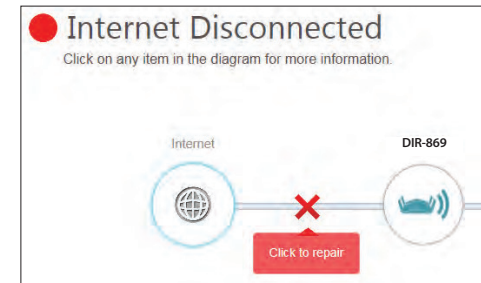 Internet Disconnected
Click on any item in the diagram for more information.
Internet
DIR-869
Click to repair